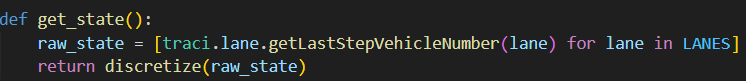 def get_state():
    raw_state = [traci.lane.getLastStepVehicleNumber(lane) for lane in LANES]
    return discretize(raw_state)